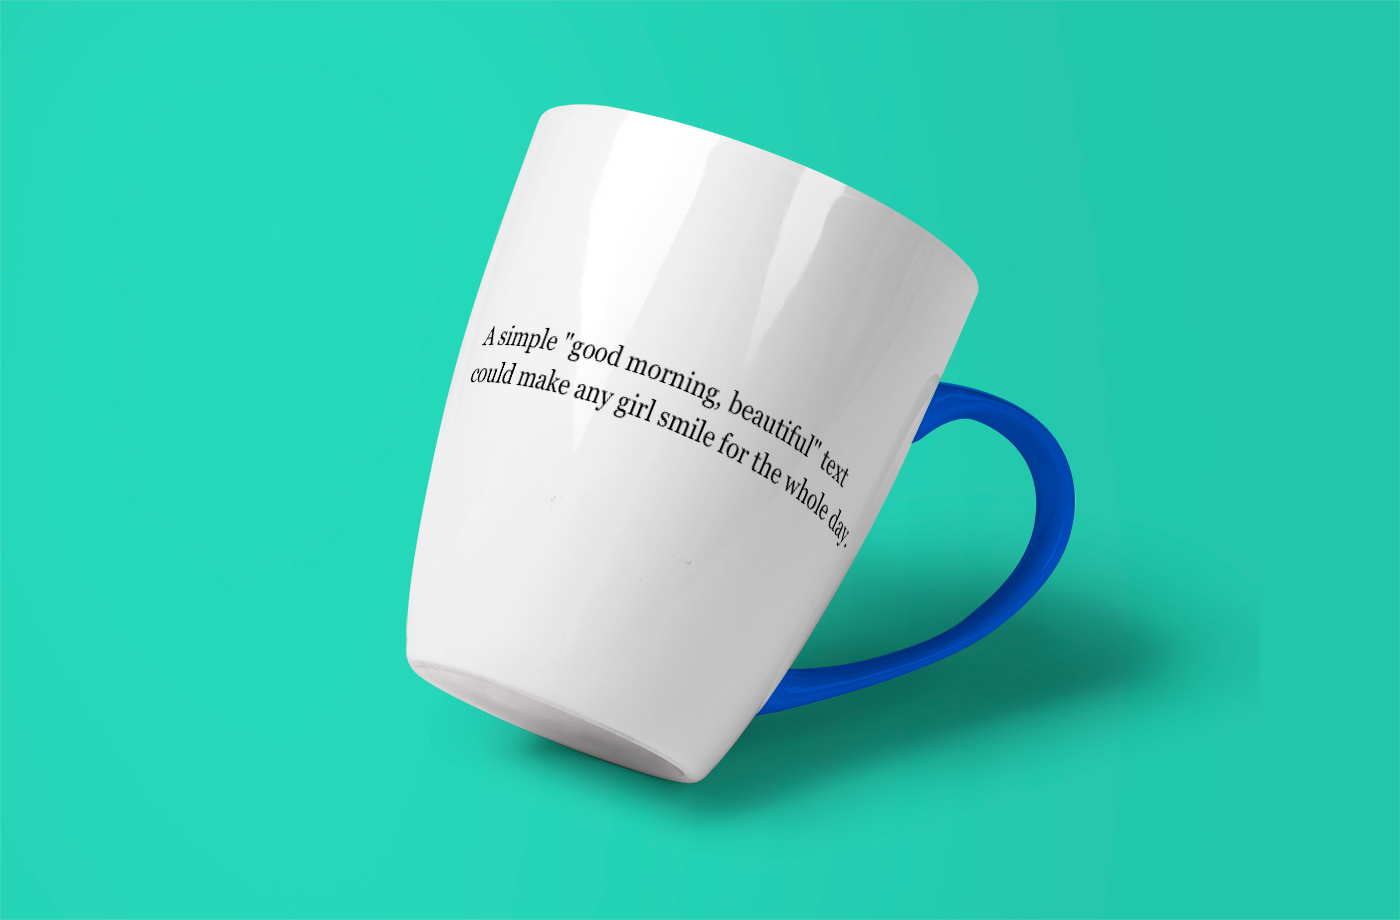 A simple "good morning, beautiful" text
could make any girl smile for the whole day.